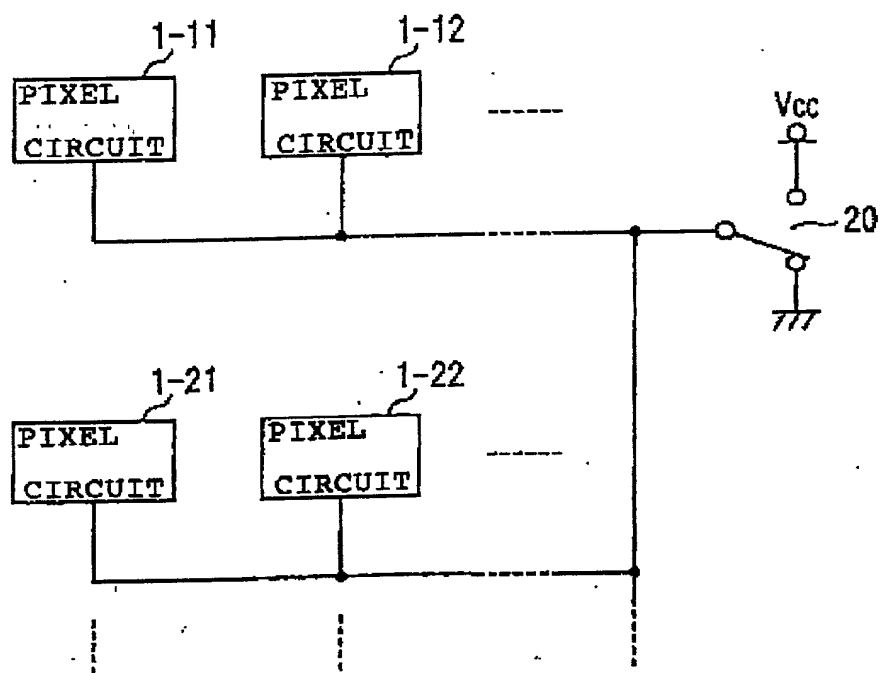 1-11
1-12
PIXEL
CIRCUIT
PIXEL
CIRCUIT
Vcc
20
1-21
1-22
PIXEL
CIRCUIT
PIXEL
CIRCUIT